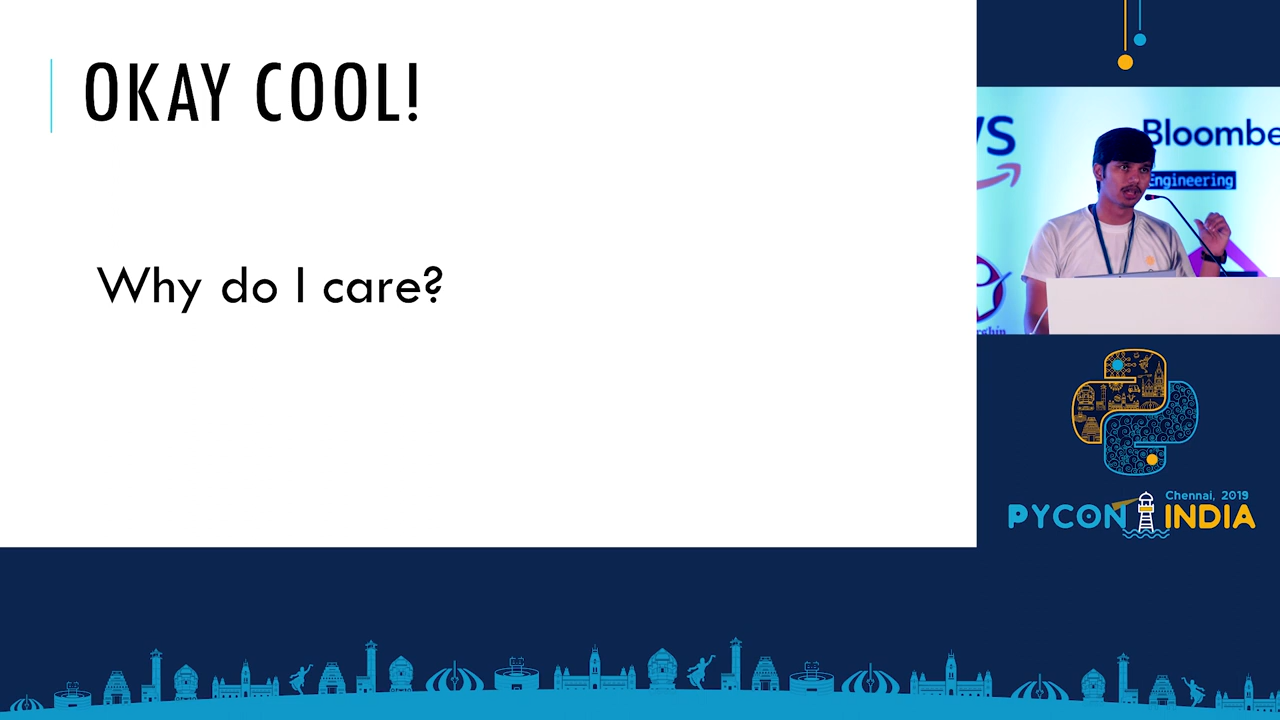 OKAY COOL!
Why do I care?
Bloombe
Engineering
Chennai, 2019
PYCON INDIA